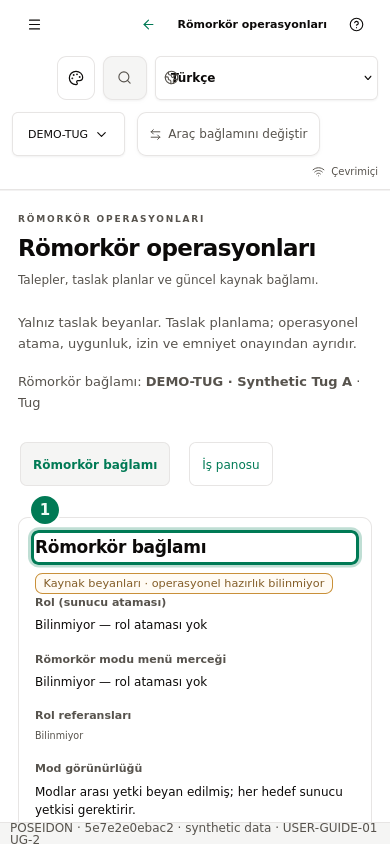 Römorkör operasyonları
Türkçe
DEMO-TUG
Araç bağlamını değiştir
Çevrimiçi
RÖMORKÖR OPERASYONLARI
Römorkör operasyonları
Talepler, taslak planlar ve güncel kaynak bağlamı.
Yalnız taslak beyanlar. Taslak planlama; operasyonel
atama, uygunluk, izin ve emniyet onayından ayrıdır.
Römorkör bağlamı: DEMO-TUG · Synthetic Tug A ·
Tug
Römorkör bağlamı
İş panosu
1
Römorkör bağlamı
Kaynak beyanları · operasyonel hazırlık bilinmiyor
Rol (sunucu ataması)
Bilinmiyor — rol ataması yok
Römorkör modu menü merceği
Bilinmiyor — rol ataması yok
Rol referansları
Bilinmiyor
Mod görünürlüğü
Modlar arası yetki beyan edilmiş; her hedef sunucu
yetkisi gerektirir.
POSEIDON · 5e7e2e0ebac2 · synthetic data · USER-GUIDE-01
UG-2